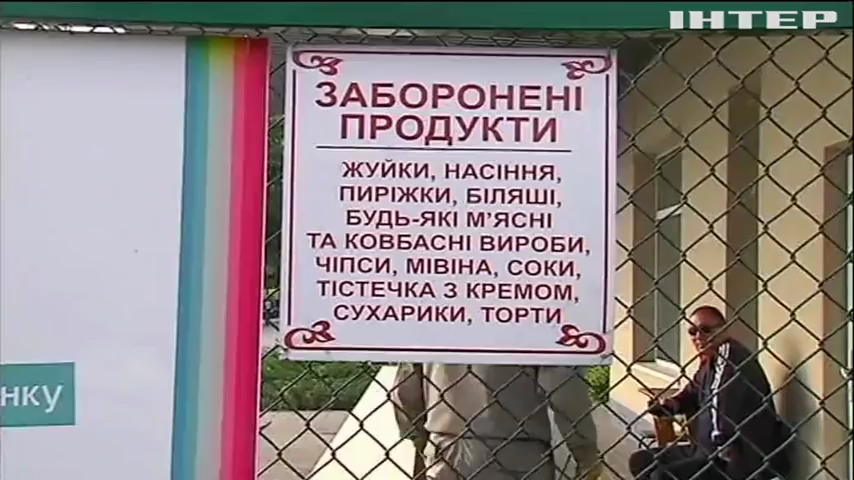 ІНТЕР
ЗАБОРОНЕНІ
ПРОДУКТИ
ЖУЙКИ, НАСІННЯ,
ПИРІЖКИ, БІЛЯШІ,
БУДЬ-ЯКІ М'ЯСНІ
ТА КОВБАСНІ ВИРОБИ,
ЧІПСИ, МІВІНА, СОКИ,
ТІСТЕЧКА З КРЕМОМ,
СУХАРИКИ, ТОРТИ
нку